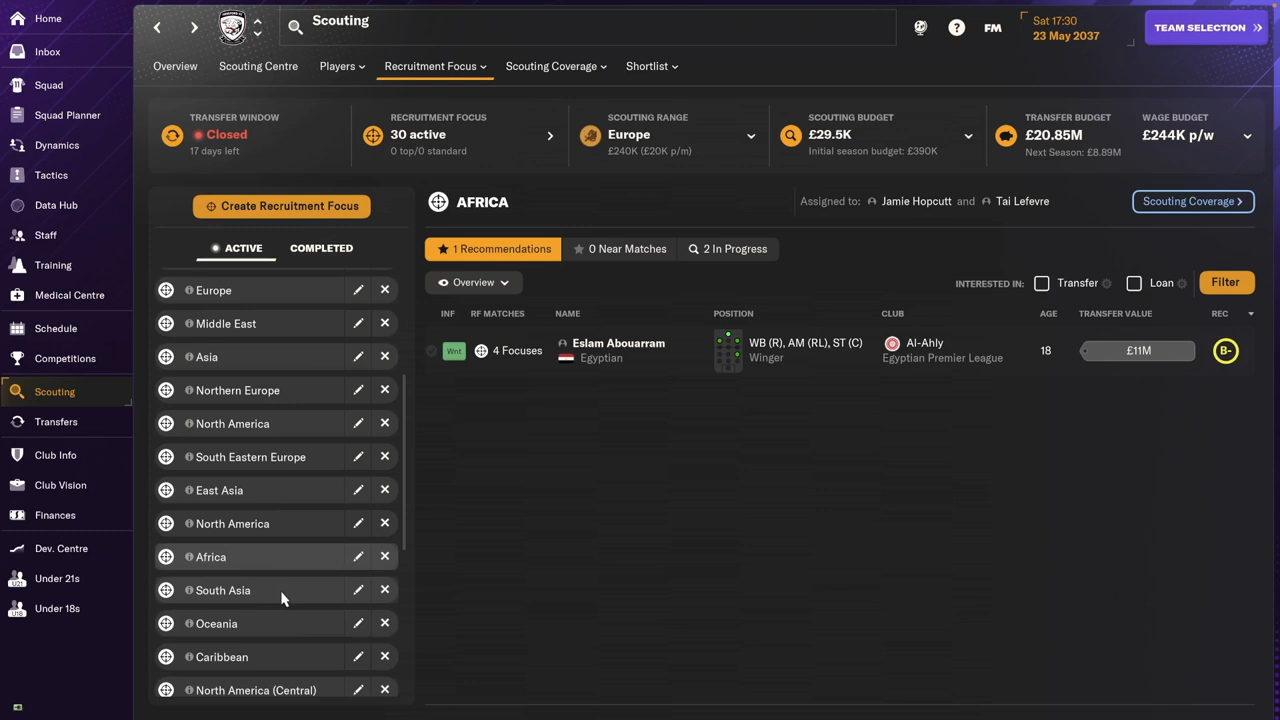 Home
Inbox
Squad
Squad Planner
Dynamics
Tactics
Data Hub
Staff
Training
Medical Centre
Schedule
Competitions
Scouting
Transfers
Club Info
Club Vision
Finances
Dev. Centre
Under 21s
Under 18s
Scouting
FM
Sat 17:30
23 May 2037
TEAM SELECTION
Overview
Scouting Centre
Players
Recruitment Focus
Scouting Coverage
Shortlist
TRANSFER WINDOW
Closed
17 days left
RECRUITMENT FOCUS
30 active
0 top/0 standard
SCOUTING RANGE
Europe
£240K (£20K p/m)
SCOUTING BUDGET
£29.5K
Initial season budget: £390K
TRANSFER BUDGET
£20.85M
Next Season: £8.89M
WAGE BUDGET
£244K p/w
Create Recruitment Focus
ACTIVE
COMPLETED
Europe
Middle East
Asia
Northern Europe
North America
South Eastern Europe
East Asia
North America
Africa
South Asia
Oceania
Caribbean
North America (Central)
AFRICA
Assigned to: Jamie Hopcutt and Tai Lefevre
Scouting Coverage
1 Recommendations
0 Near Matches
2 In Progress
Overview
INTERESTED IN:
Transfer
Loan
Filter
INF
RF MATCHES
NAME
POSITION
CLUB
AGE
TRANSFER VALUE
REC
Wnt
4 Focuses
Eslam Abouarram
Egyptian
WB (R), AM (RL), ST (C)
Winger
Al-Ahly
Egyptian Premier League
18
£11M
B-